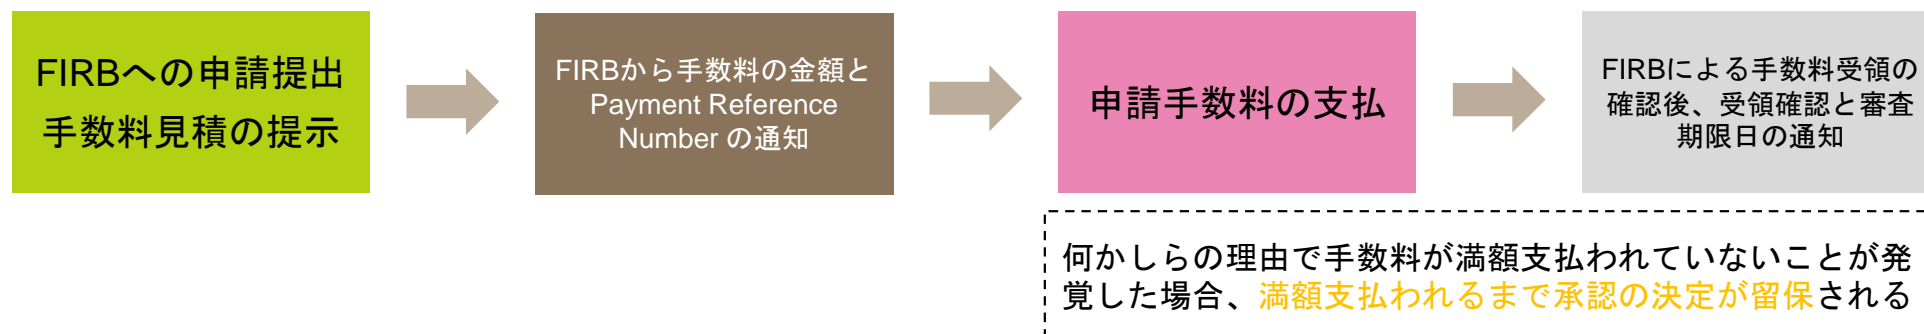 FIRBへの申請提出
手数料見積の提示
FIRBから手数料の金額と
Payment Reference
Number の通知
申請手数料の支払
FIRBによる手数料受領の
確認後、受領確認と審査
期限日の通知
何かしらの理由で手数料が満額支払われていないことが発
覚した場合、満額支払われるまで承認の決定が留保される